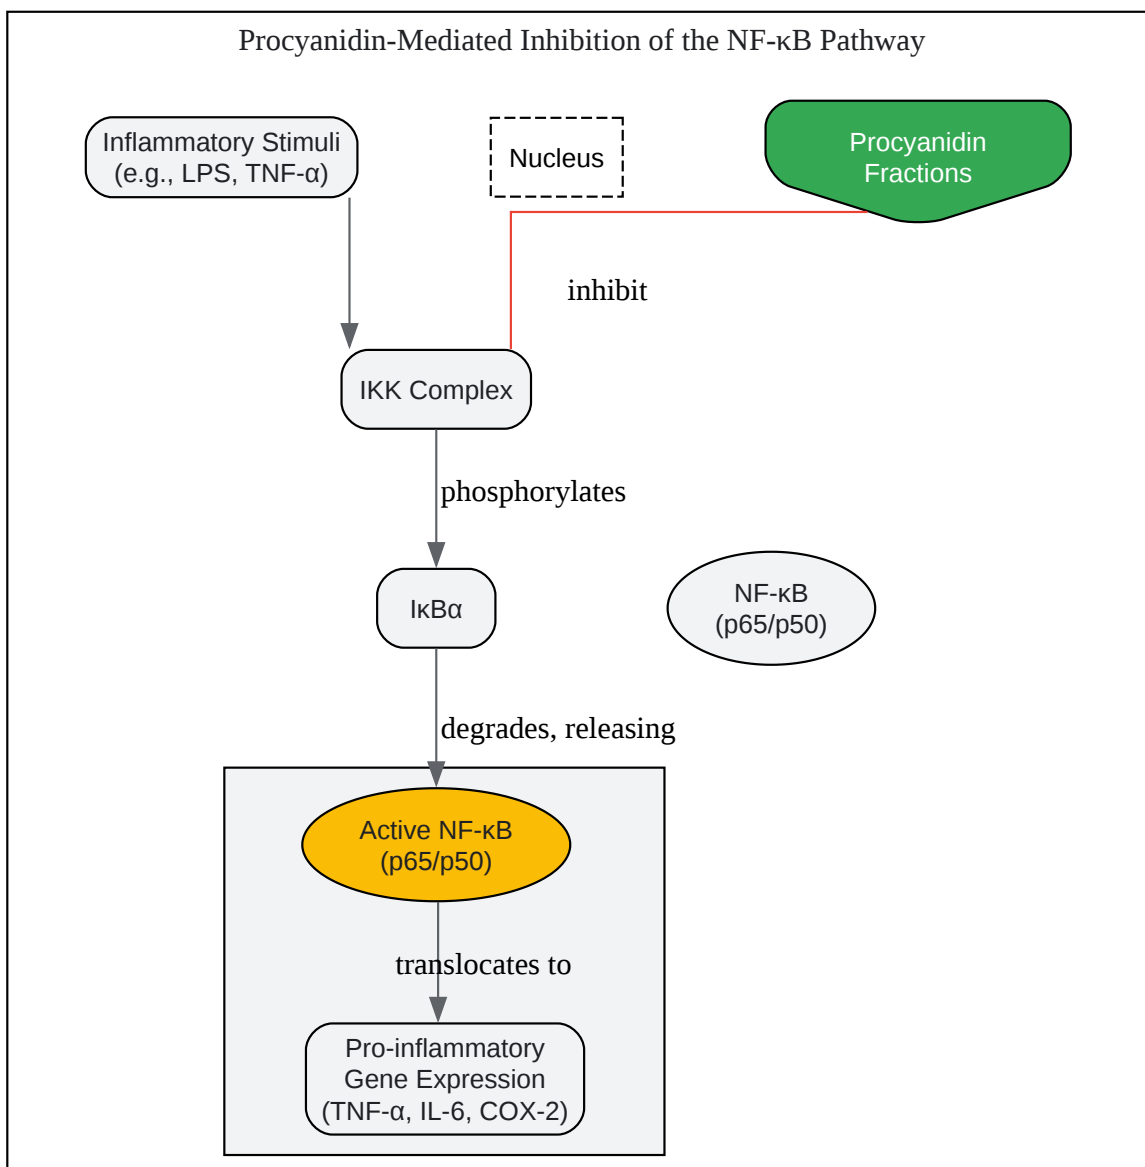 Procyanidin-Mediated Inhibition of the NF-κB Pathway
Inflammatory Stimuli
(e.g., LPS, TNF-α)
Nucleus
Procyanidin
Fractions
inhibit
IKK Complex
phosphorylates
IκBα
NF-κB
(p65/p50)
degrades, releasing
Active NF-κB
(p65/p50)
translocates to
Pro-inflammatory
Gene Expression
(TNF-α, IL-6, COX-2)